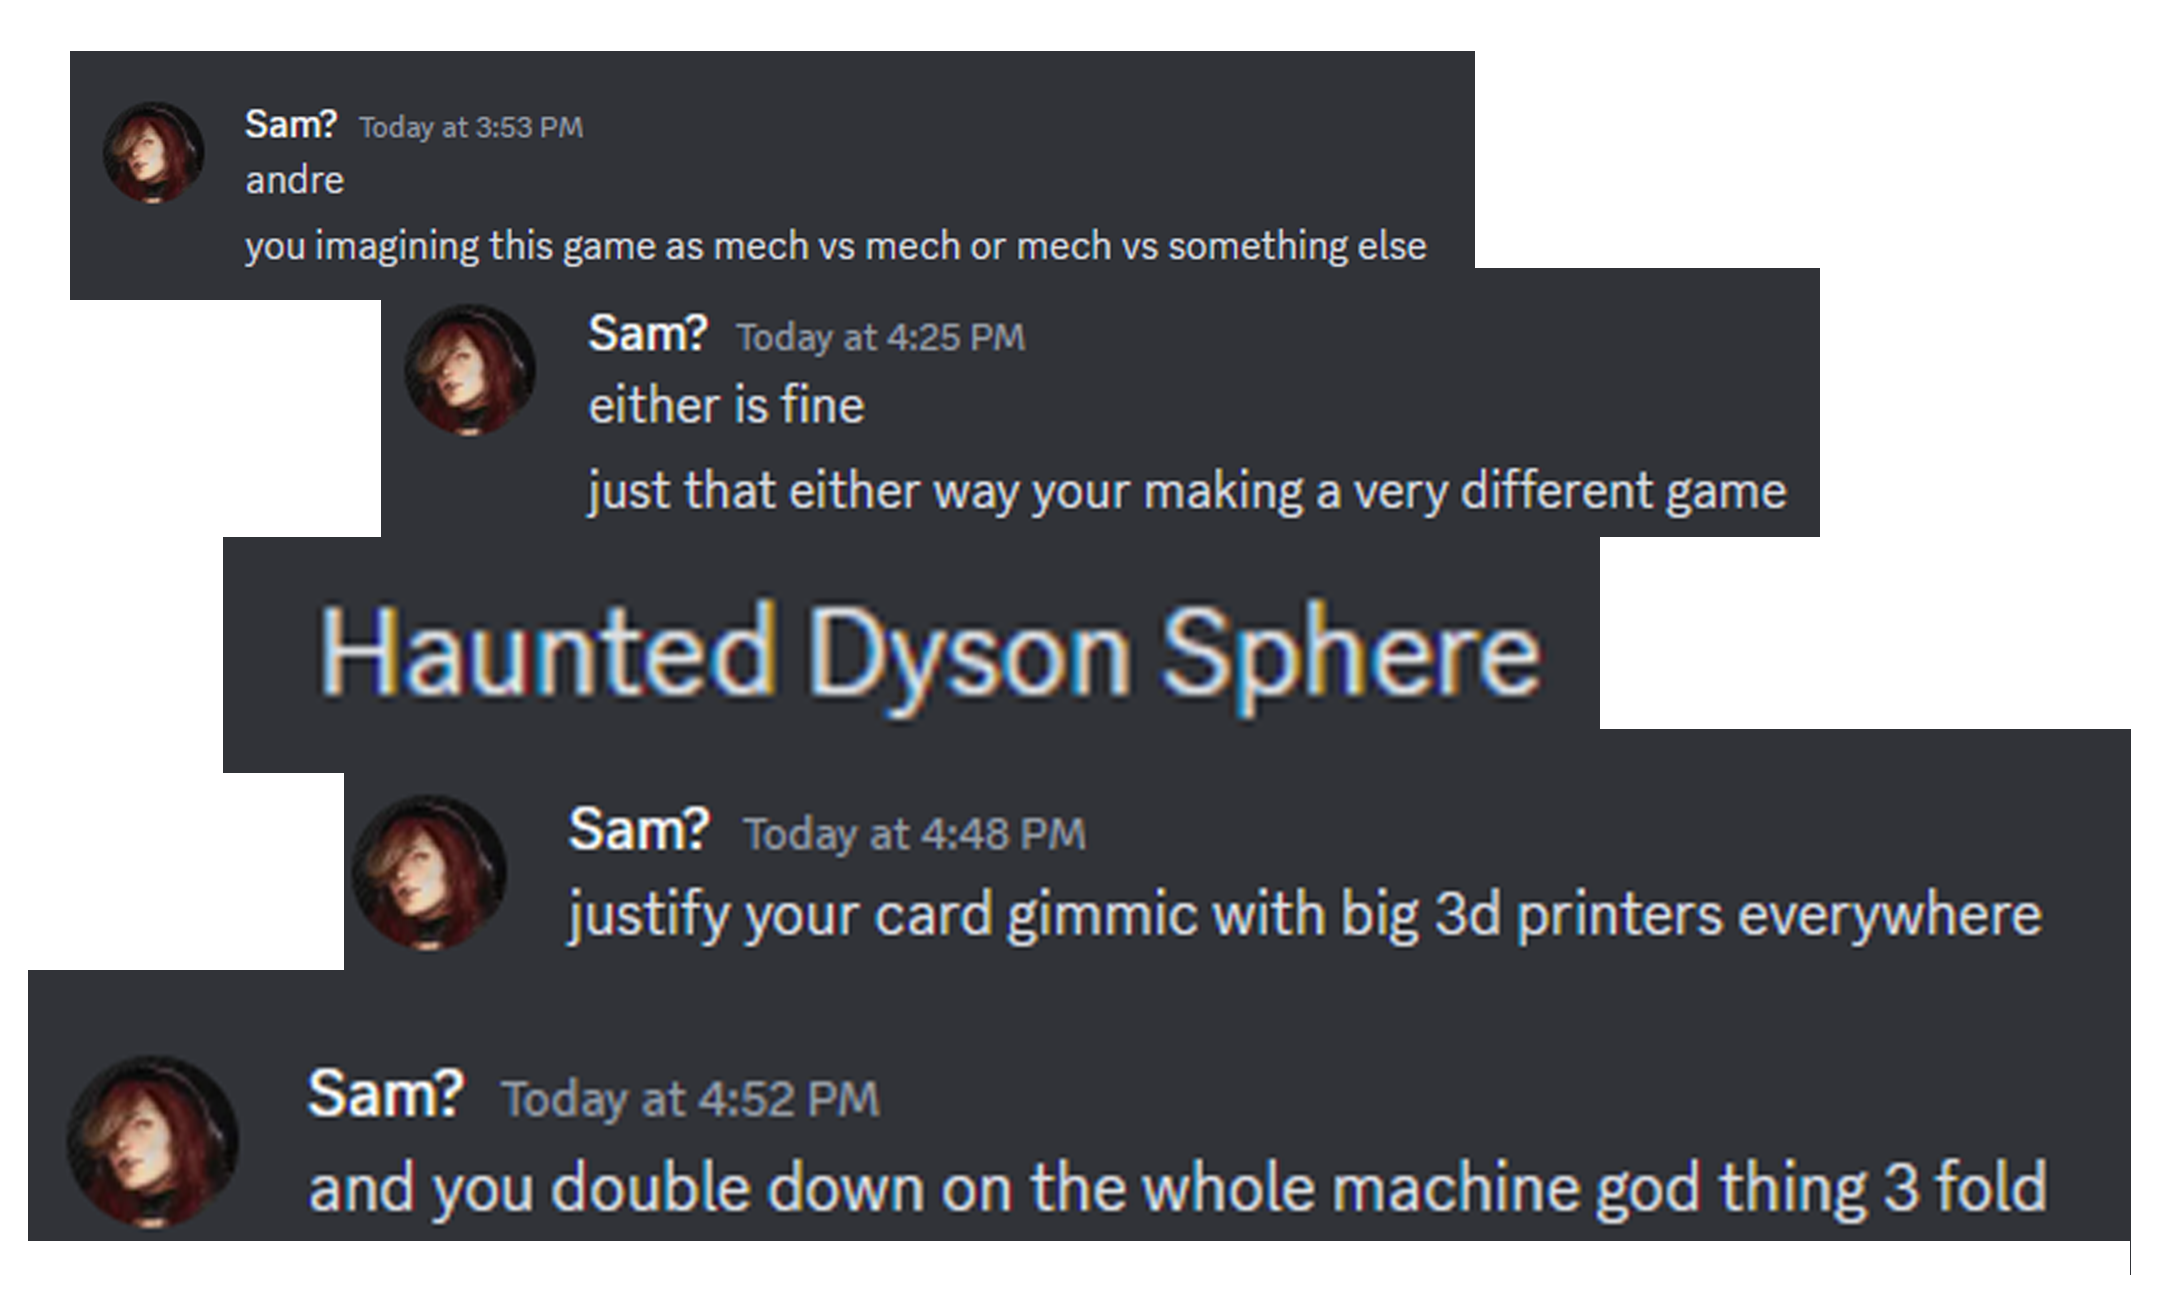 Sam? Today at 3:53 PM
andre
you imagining this game as mech vs mech or mech vs something else
Sam? Today at 4:25 PM
either is fine
just that either way your making a very different game
Haunted Dyson Sphere
Sam? Today at 4:48 PM
justify your card gimmic with big 3d printers everywhere
Sam? Today at 4:52 PM
and you double down on the whole machine god thing 3 fold